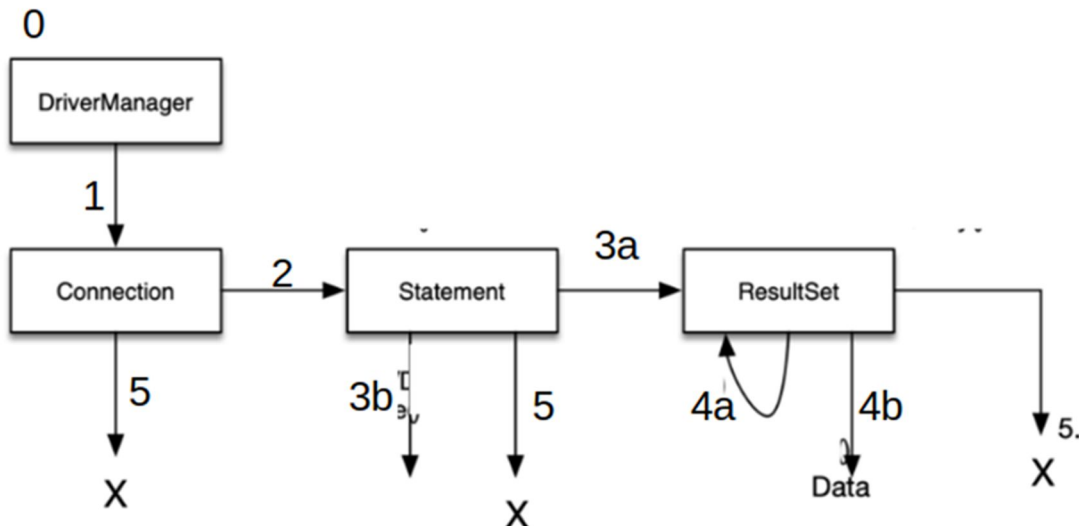 0
DriverManager
1
3a
2
Connection
Statement
ResultSet
5
3b
5
4a
4b
5.
X
X
Data
X